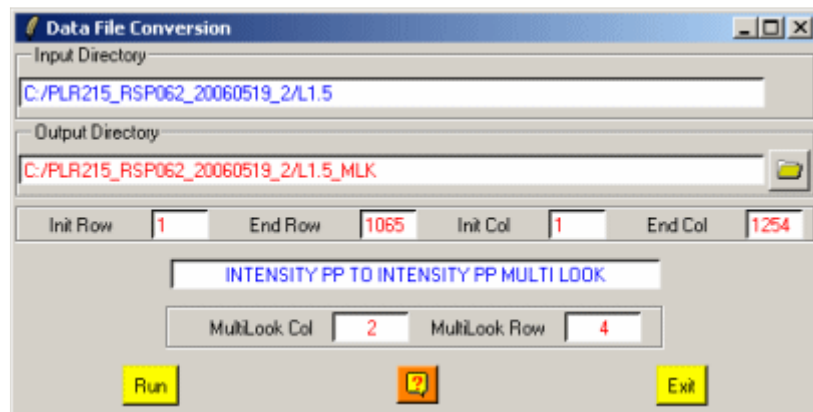 Data File Conversion
Input Directory
C:/PLR215_RSP062_20060519_2/L1.5
Output Directory
C:/PLR215_RSP062_20060519_2/L1.5_MLK
Init Row 1 End Row 1065 Init Col 1 End Col 1254
INTENSITY PP TO INTENSITY PP MULTI LOOK
MultiLook Col 2 MultiLook Row 4
Run ? Exit